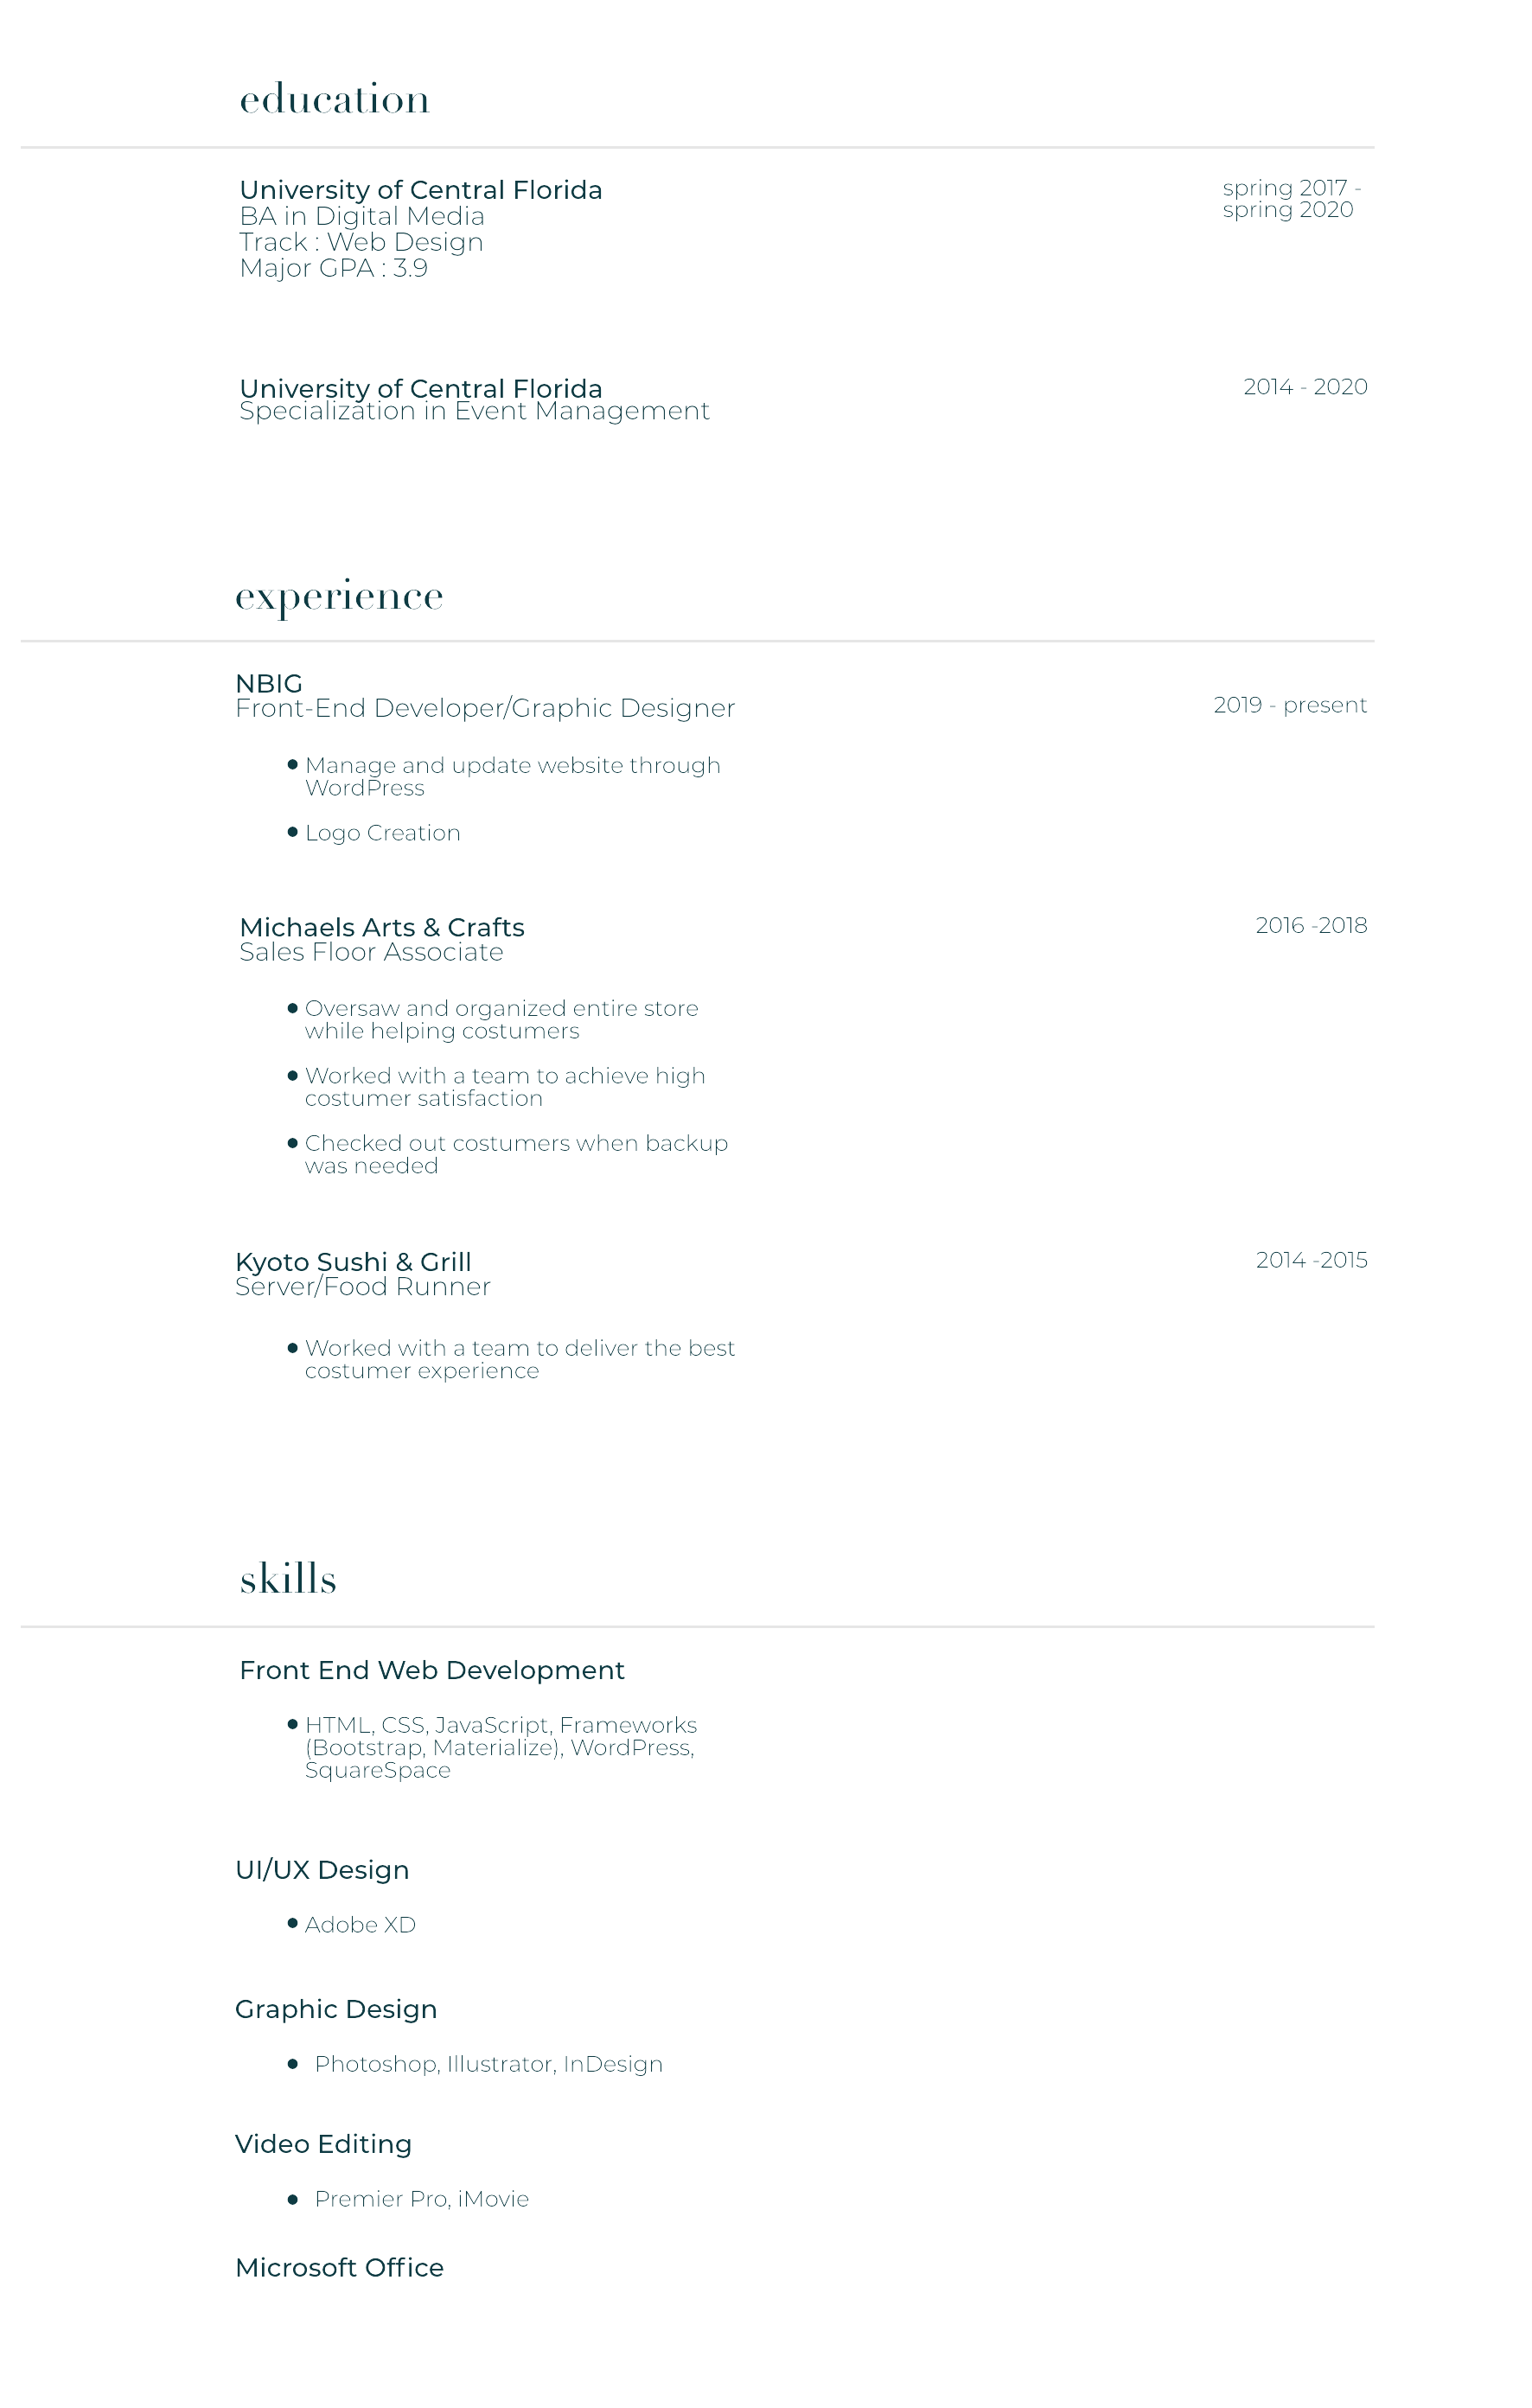 education
University of Central Florida
spring 2017 -
BA in Digital Media
spring 2020
Track : Web Design
Major GPA : 3.9
University of Central Florida
2014 - 2020
Specialization in Event Management
experience
NBIG
Front-End Developer/Graphic Designer
2019 - present
● Manage and update website through
WordPress
● Logo Creation
Michaels Arts & Crafts
2016 -2018
Sales Floor Associate
● Oversaw and organized entire store
while helping costumers
● Worked with a team to achieve high
costumer satisfaction
● Checked out costumers when backup
was needed
Kyoto Sushi & Grill
2014 -2015
Server/Food Runner
● Worked with a team to deliver the best
costumer experience
skills
Front End Web Development
● HTML, CSS, JavaScript, Frameworks
(Bootstrap, Materialize), WordPress,
SquareSpace
UI/UX Design
● Adobe XD
Graphic Design
● Photoshop, Illustrator, InDesign
Video Editing
● Premier Pro, iMovie
Microsoft Office